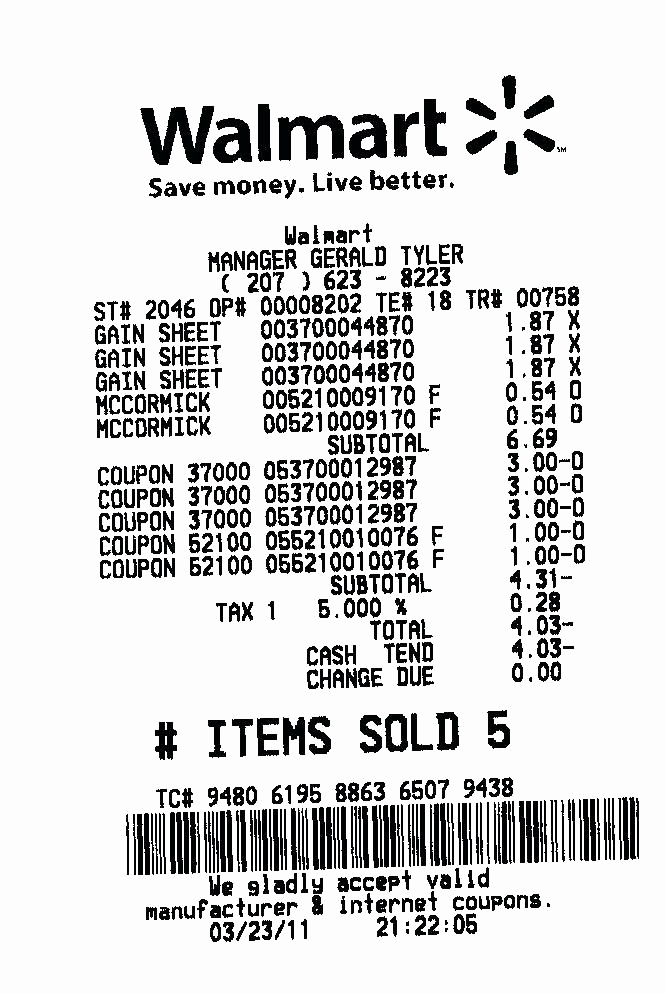 Walmart
Save money. Live better.
Walmart
MANAGER GERALD TYLER
( 207 ) 623 - 8223
ST# 2046 OP# 00008202 TE# 18 TR# 00758
GAIN SHEET 003700044870 1.87 X
GAIN SHEET 003700044870 1.87 X
GAIN SHEET 003700044870 1.87 X
MCCORMICK 005210009170 F 0.54 O
MCCORMICK 005210009170 F 0.54 O
SUBTOTAL 6.69
COUPON 37000 053700012987 3.00-O
COUPON 37000 053700012987 3.00-O
COUPON 37000 053700012987 3.00-O
COUPON 52100 055210010076 F 1.00-O
COUPON 52100 055210010076 F 1.00-O
SUBTOTAL 4.31-
TAX 1 5.000 % 0.28
TOTAL 4.03-
CASH TEND 4.03-
CHANGE DUE 0.00
# ITEMS SOLD 5
TC# 9480 6195 8863 6507 9438
We gladly accept valid
manufacturer & internet coupons.
03/23/11 21:22:05